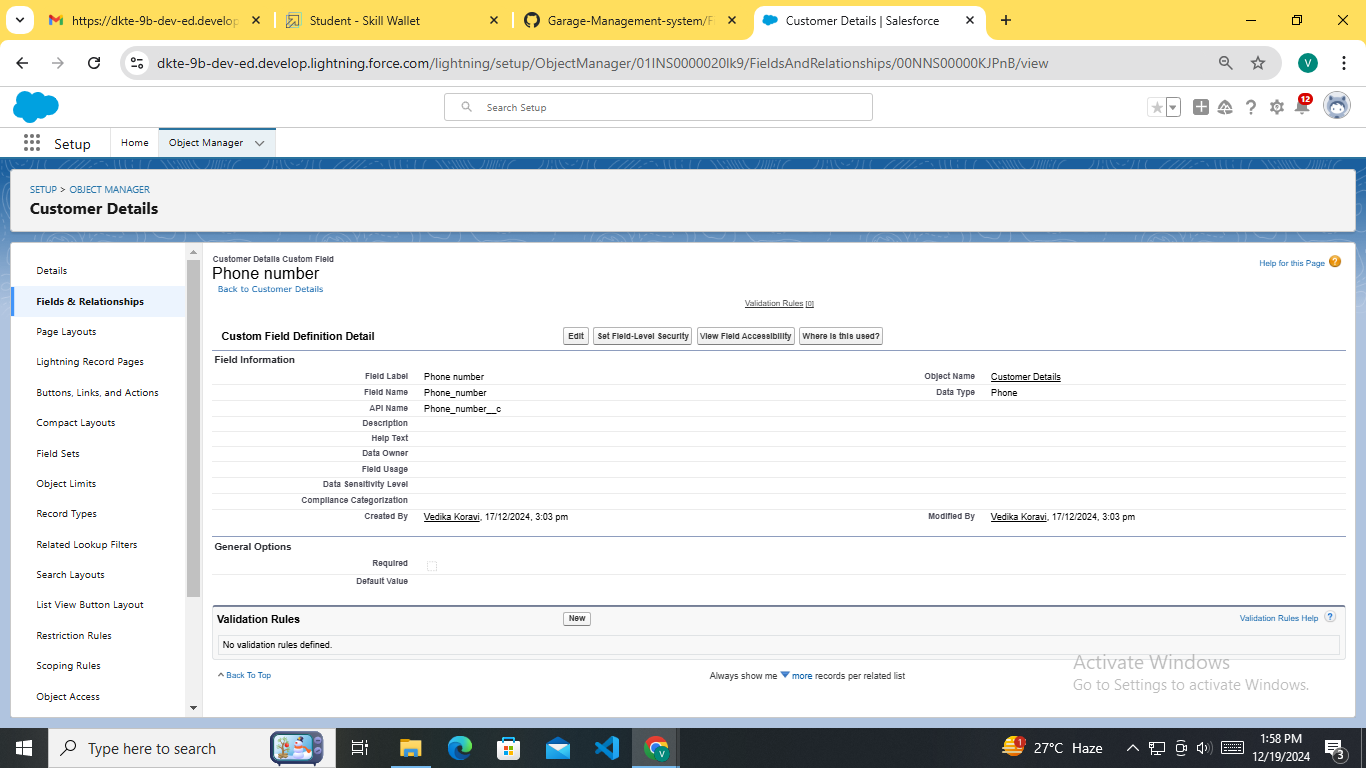 https://dkte-9b-dev-ed.develop
Student - Skill Wallet
Garage-Management-system/F
Customer Details | Salesforce
dkte-9b-dev-ed.develop.lightning.force.com/lightning/setup/ObjectManager/01INS0000020lk9/FieldsAndRelationships/00NNS00000KJPnB/view
V
Search Setup
12
Setup
Home
Object Manager
SETUP > OBJECT MANAGER
Customer Details
Details
Fields & Relationships
Page Layouts
Lightning Record Pages
Buttons, Links, and Actions
Compact Layouts
Field Sets
Object Limits
Record Types
Related Lookup Filters
Search Layouts
List View Button Layout
Restriction Rules
Scoping Rules
Object Access
Customer Details Custom Field
Phone number
Back to Customer Details
Help for this Page ?
Validation Rules [0]
Custom Field Definition Detail
Edit
Set Field-Level Security
View Field Accessibility
Where is this used?
Field Information
Field Label Phone number Object Name Customer Details
Field Name Phone_number Data Type Phone
API Name Phone_number__c
Description
Help Text
Data Owner
Field Usage
Data Sensitivity Level
Compliance Categorization
Created By Vedika Koravi, 17/12/2024, 3:03 pm Modified By Vedika Koravi, 17/12/2024, 3:03 pm
General Options
Required
Default Value
Validation Rules
New
Validation Rules Help ?
No validation rules defined.
Back To Top
Always show me more records per related list
Activate Windows
Go to Settings to activate Windows.
Type here to search
V
1
27°C Haze
1:58 PM
12/19/2024
3